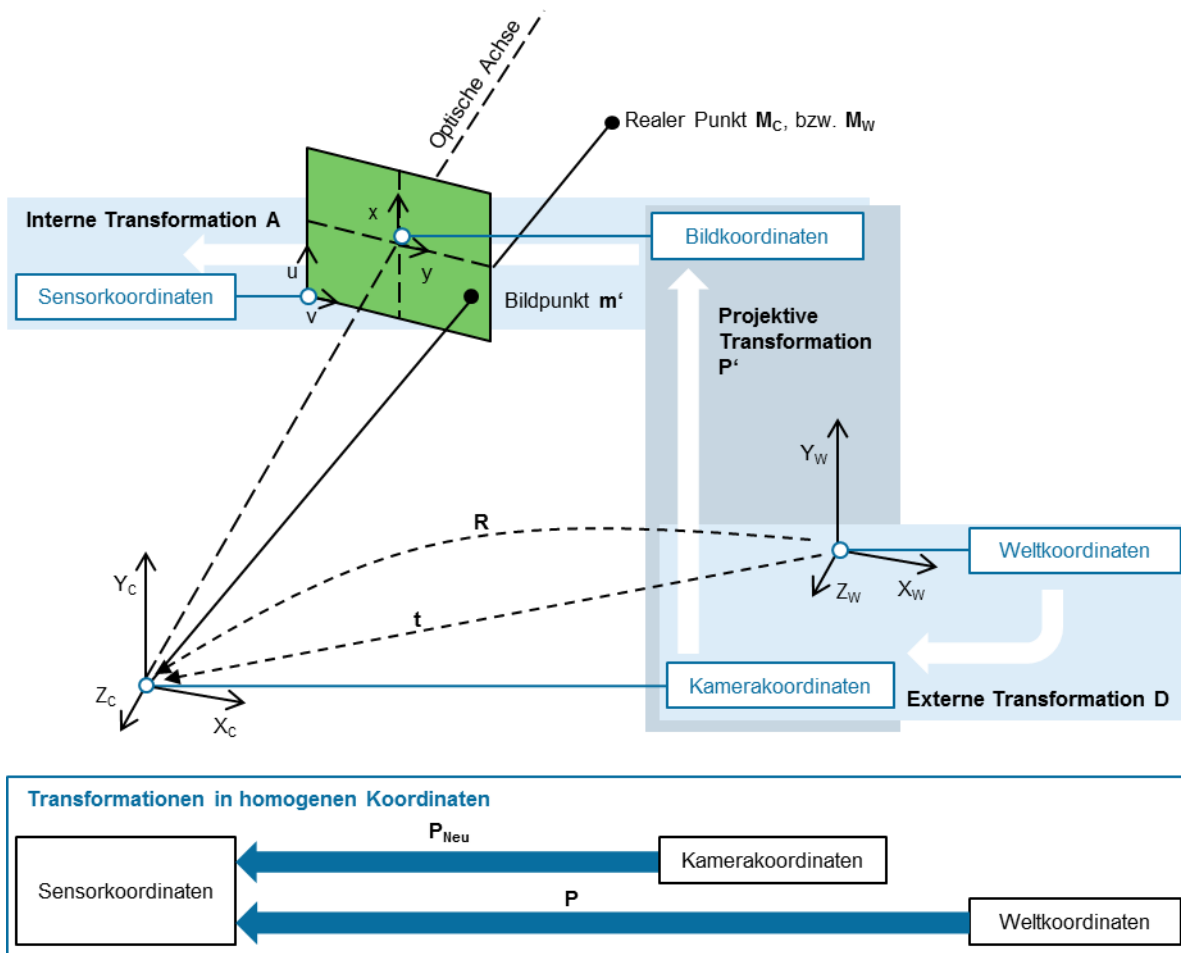 Optische Achse
Realer Punkt M_C, bzw. M_W
Interne Transformation A
x
Bildkoordinaten
u
y
Sensorkoordinaten
v
Bildpunkt m‘
Projektive
Transformation
P‘
Y_W
R
Weltkoordinaten
Z_W
X_W
Y_C
t
Kamerakoordinaten
Z_C
X_C
Externe Transformation D
Transformationen in homogenen Koordinaten
P_Neu
Kamerakoordinaten
Sensorkoordinaten
P
Weltkoordinaten